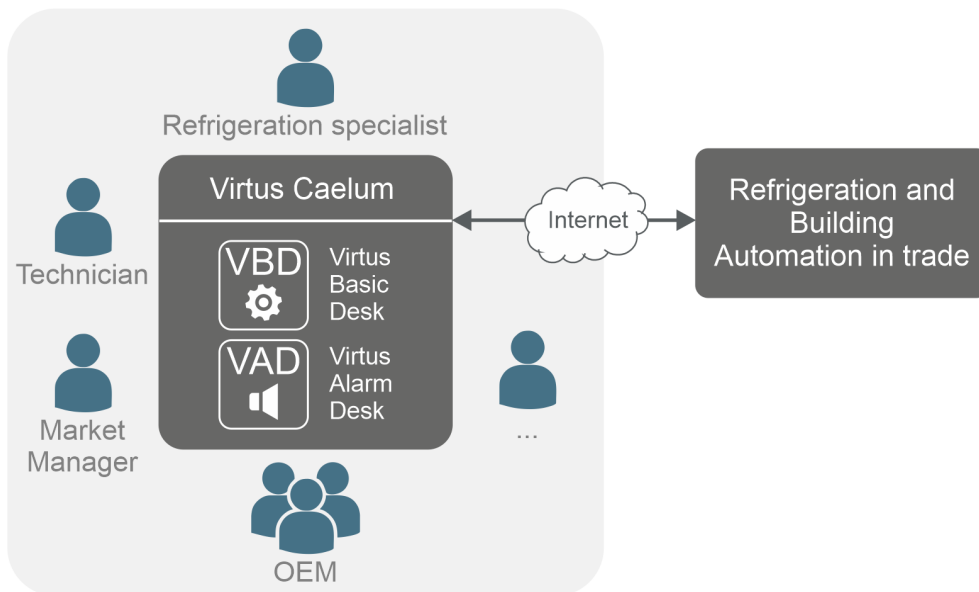 Refrigeration specialist
Virtus Caelum
VBD
Virtus
Basic
Desk
VAD
Virtus
Alarm
Desk
Technician
Market
Manager
OEM
...
Internet
Refrigeration and
Building
Automation in trade